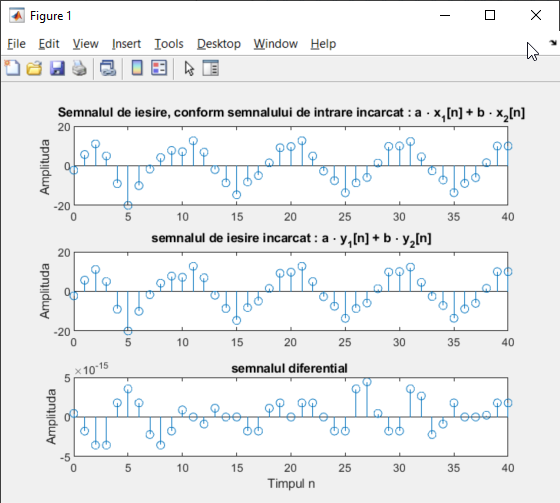 Figure 1
File Edit View Insert Tools Desktop Window Help
Semnalul de iesire, conform semnalului de intrare incarcat : a · x₁[n] + b · x₂[n]
20
0
-20
Amplituda
0 5 10 15 20 25 30 35 40
semnalul de iesire incarcat : a · y₁[n] + b · y₂[n]
20
0
-20
Amplituda
0 5 10 15 20 25 30 35 40
semnalul diferential
×10⁻¹⁵
5
0
-5
Amplituda
0 5 10 15 20 25 30 35 40
Timpul n